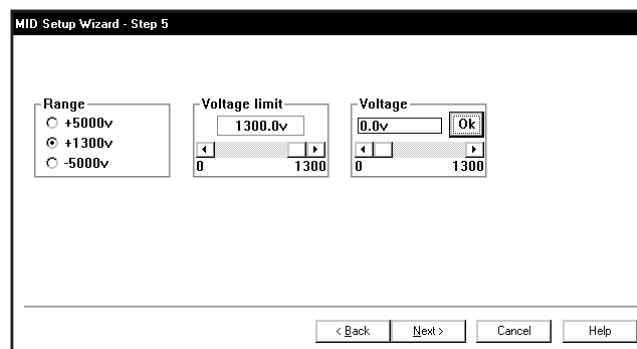 MID Setup Wizard - Step 5
Range
+5000v
+1300v
-5000v
Voltage limit
1300.0v
0 1300
Voltage
0.0v Ok
0 1300
< Back Next > Cancel Help